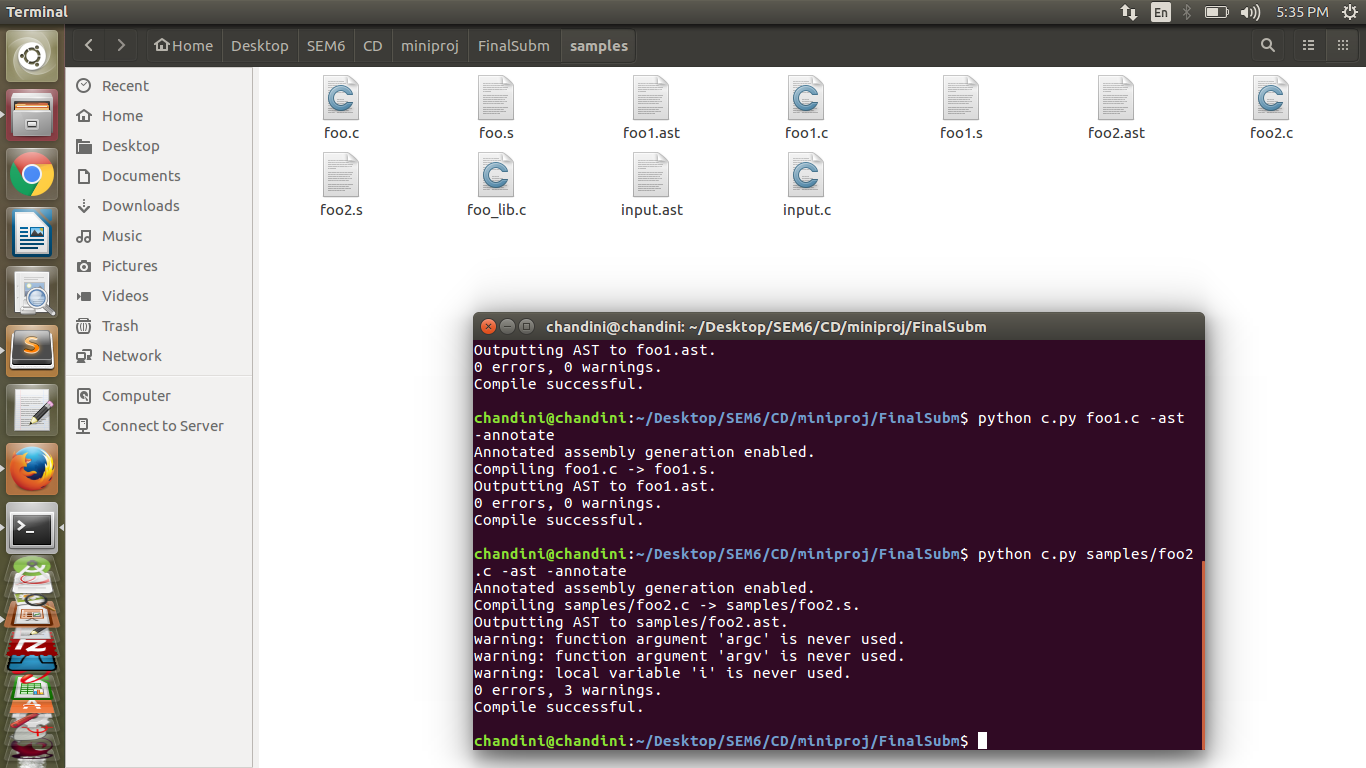 Terminal
En
5:35 PM
Home
Desktop
SEM6
CD
miniproj
FinalSubm
samples
Recent
Home
Desktop
Documents
Downloads
Music
Pictures
Videos
Trash
Network
Computer
Connect to Server
foo.c
foo.s
foo1.ast
foo1.c
foo1.s
foo2.ast
foo2.c
foo2.s
foo_lib.c
input.ast
input.c
chandini@chandini: ~/Desktop/SEM6/CD/miniproj/FinalSubm
Outputting AST to foo1.ast.
0 errors, 0 warnings.
Compile successful.
chandini@chandini:~/Desktop/SEM6/CD/miniproj/FinalSubm$ python c.py foo1.c -ast
-annotate
Annotated assembly generation enabled.
Compiling foo1.c -> foo1.s.
Outputting AST to foo1.ast.
0 errors, 0 warnings.
Compile successful.
chandini@chandini:~/Desktop/SEM6/CD/miniproj/FinalSubm$ python c.py samples/foo2
.c -ast -annotate
Annotated assembly generation enabled.
Compiling samples/foo2.c -> samples/foo2.s.
Outputting AST to samples/foo2.ast.
warning: function argument 'argc' is never used.
warning: function argument 'argv' is never used.
warning: local variable 'i' is never used.
0 errors, 3 warnings.
Compile successful.
chandini@chandini:~/Desktop/SEM6/CD/miniproj/FinalSubm$